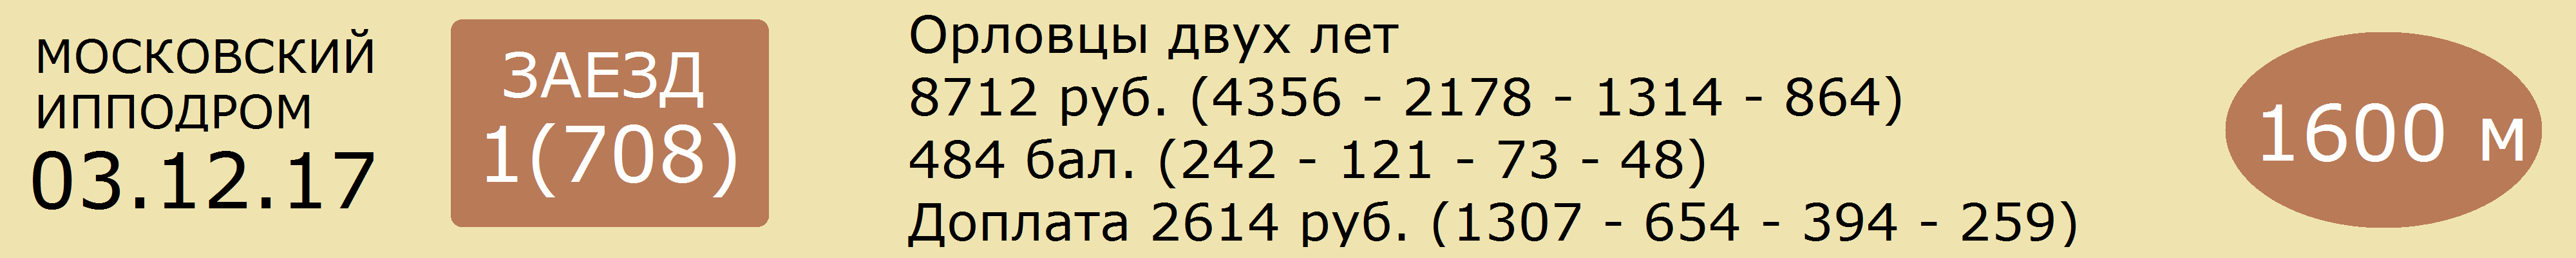 МОСКОВСКИЙ
ИППОДРОМ
03.12.17
ЗАЕЗД
1(708)
Орловцы двух лет
8712 руб. (4356 - 2178 - 1314 - 864)
484 бал. (242 - 121 - 73 - 48)
Доплата 2614 руб. (1307 - 654 - 394 - 259)
1600 м